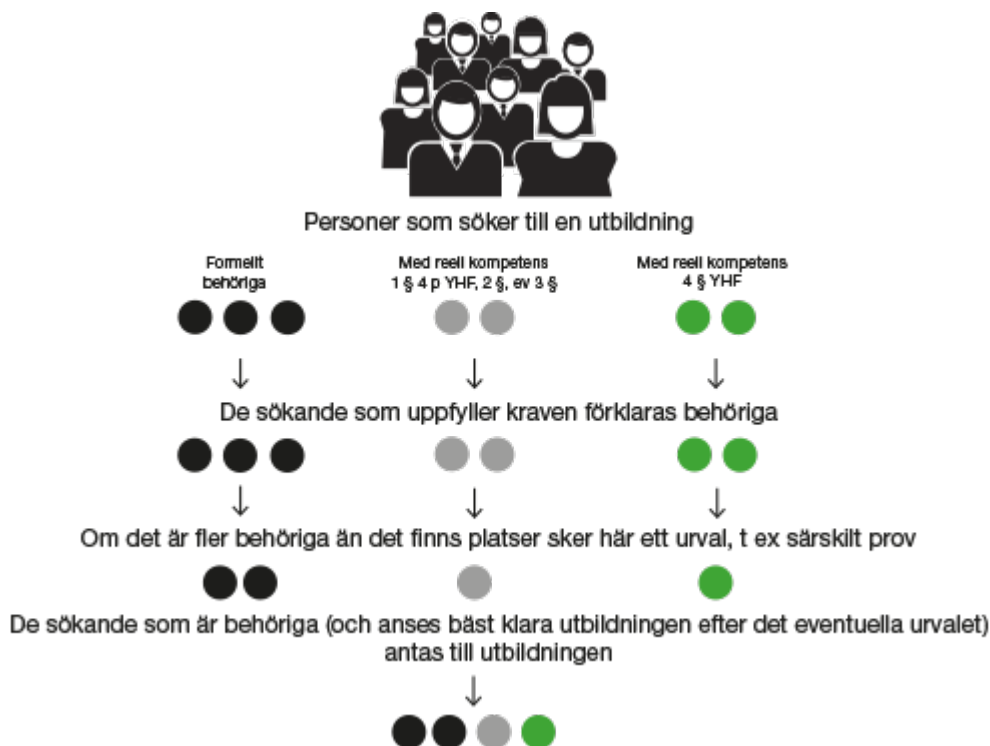 Personer som söker till en utbildning
Formellt
behöriga
Med reell kompetens
1 § 4 p YHF, 2 §, ev 3 §
Med reell kompetens
4 § YHF
De sökande som uppfyller kraven förklaras behöriga
Om det är fler behöriga än det finns platser sker här ett urval, t ex särskilt prov
De sökande som är behöriga (och anses bäst klara utbildningen efter det eventuella urvalet)
antas till utbildningen